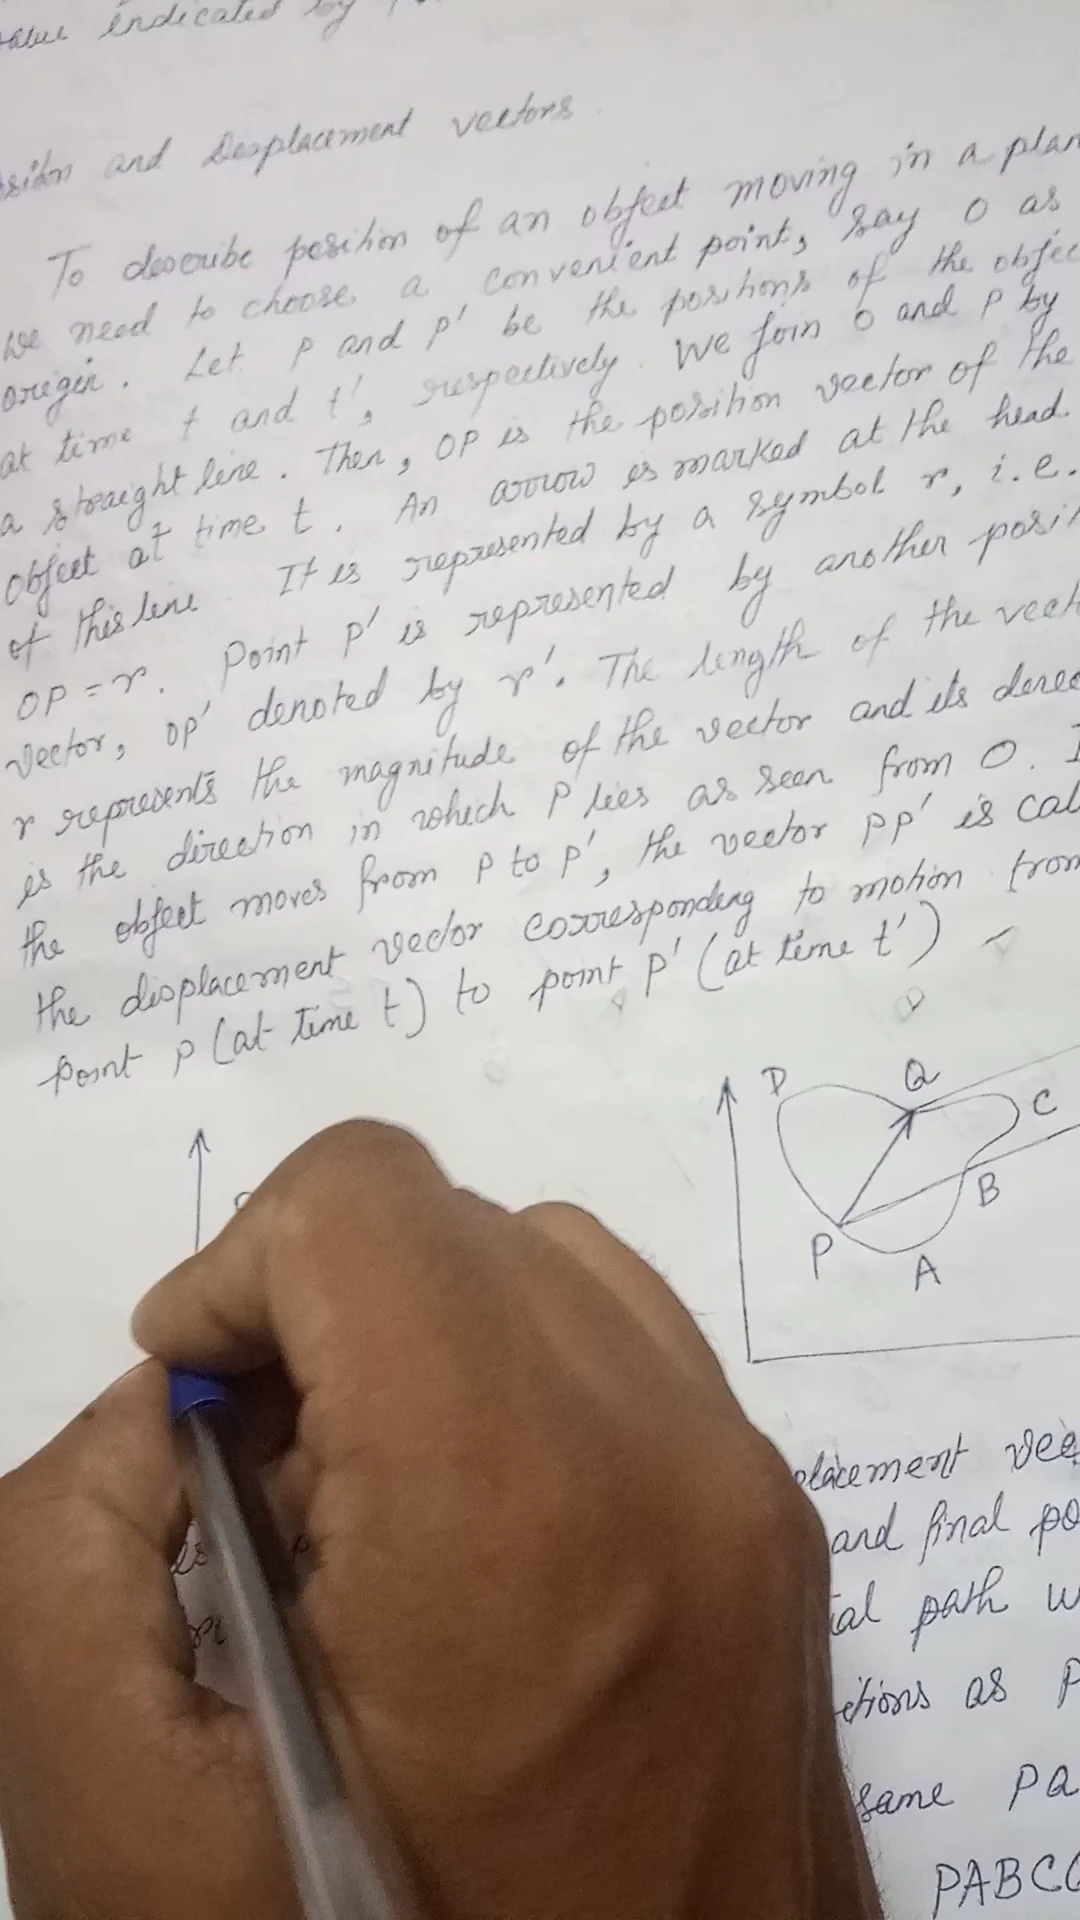 value indicated by
and Displacement vectors
To describe position of an object moving in a plan
we need to choose a convenient point, say O as
origin. Let P and P' be the positions of the objec
at time t and t', respectively. We join O and P by
a straight line. Then, OP is the position vector of the
object at time t. An arrow is marked at the head
of this line. It is represented by a symbol r, i.e.
OP = r. Point P' is represented by another posi
vector, OP' denoted by r'. The length of the vect
r represents the magnitude of the vector and its direc
is the direction in which P lies as seen from O. I
the object moves from P to P', the vector PP' is cal
the displacement vector corresponding to motion from
point P (at time t) to point P' (at time t')
D
Q
C
B
P
A
placement vec
and final po
ial path w
ctions as P
same
PABC